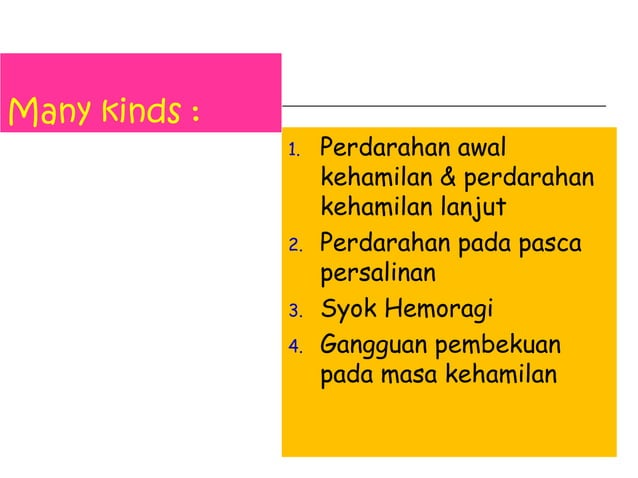 Many kinds :
1. Perdarahan awal
kehamilan & perdarahan
kehamilan lanjut
2. Perdarahan pada pasca
persalinan
3. Syok Hemoragi
4. Gangguan pembekuan
pada masa kehamilan